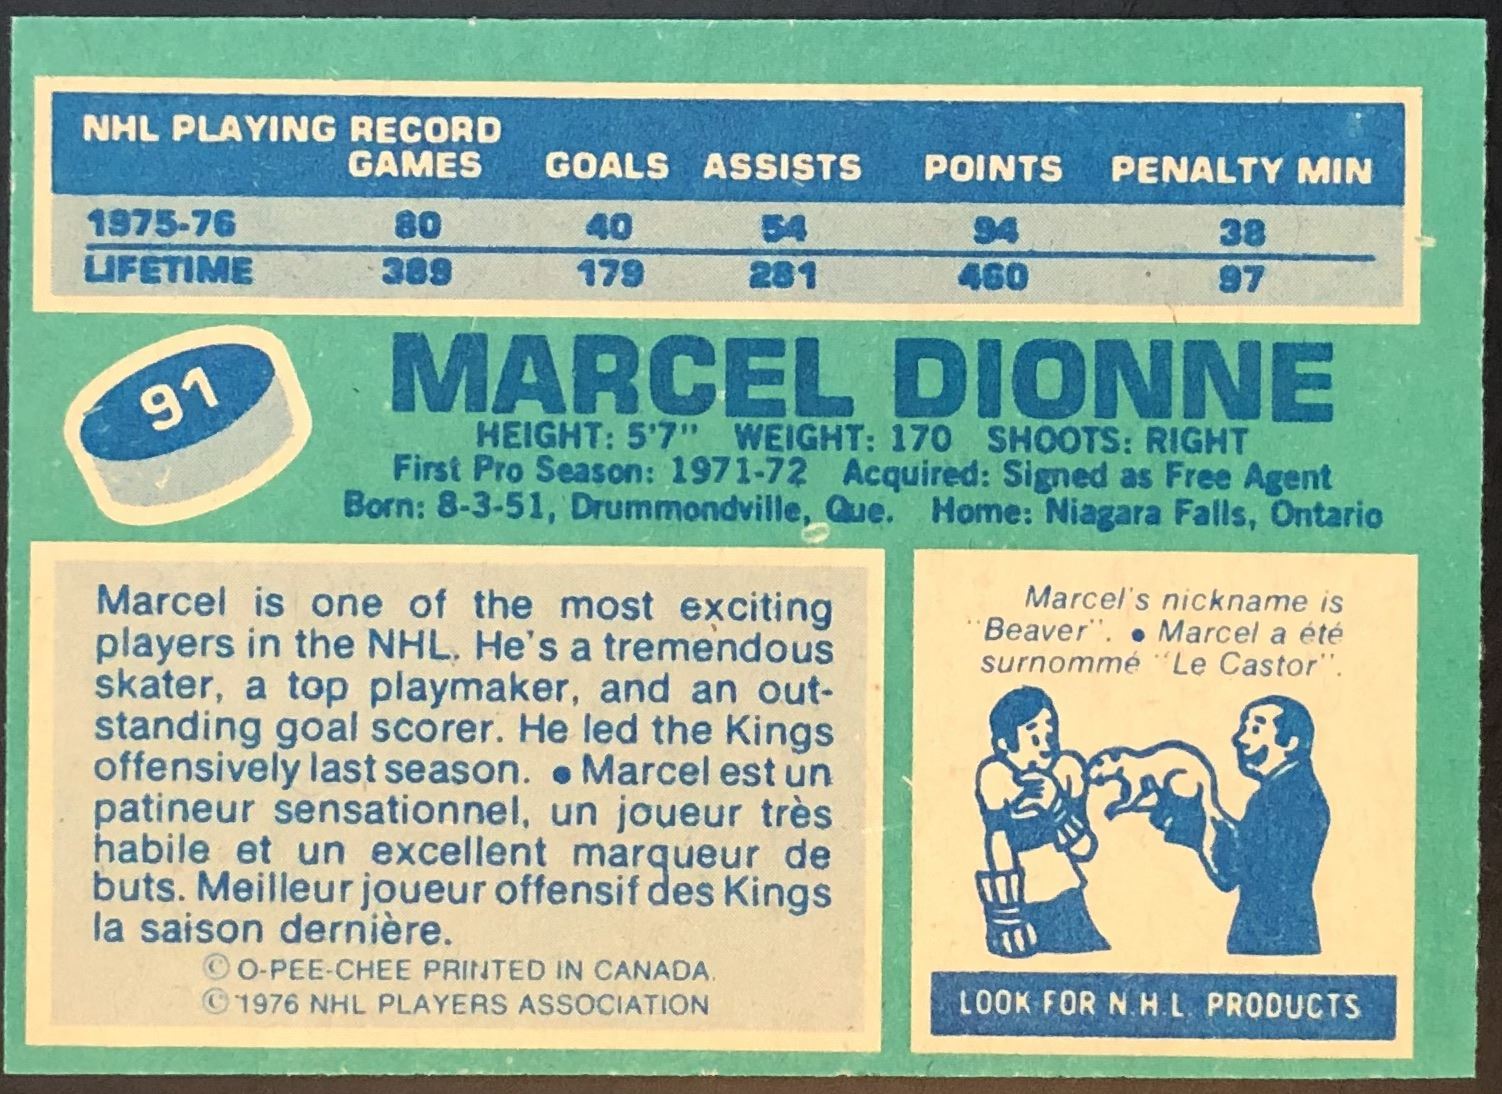 NHL PLAYING RECORD
GAMES GOALS ASSISTS POINTS PENALTY MIN
1975-76 80 40 54 94 38
LIFETIME 389 179 281 460 97
91
MARCEL DIONNE
HEIGHT: 5'7" WEIGHT: 170 SHOOTS: RIGHT
First Pro Season: 1971-72 Acquired: Signed as Free Agent
Born: 8-3-51, Drummondville, Que. Home: Niagara Falls, Ontario
Marcel is one of the most exciting
players in the NHL. He's a tremendous
skater, a top playmaker, and an out-
standing goal scorer. He led the Kings
offensively last season. • Marcel est un
patineur sensationnel, un joueur très
habile et un excellent marqueur de
buts. Meilleur joueur offensif des Kings
la saison dernière.
© O-PEE-CHEE PRINTED IN CANADA.
© 1976 NHL PLAYERS ASSOCIATION
Marcel's nickname is
"Beaver". • Marcel a été
surnommé "Le Castor".
LOOK FOR N.H.L. PRODUCTS